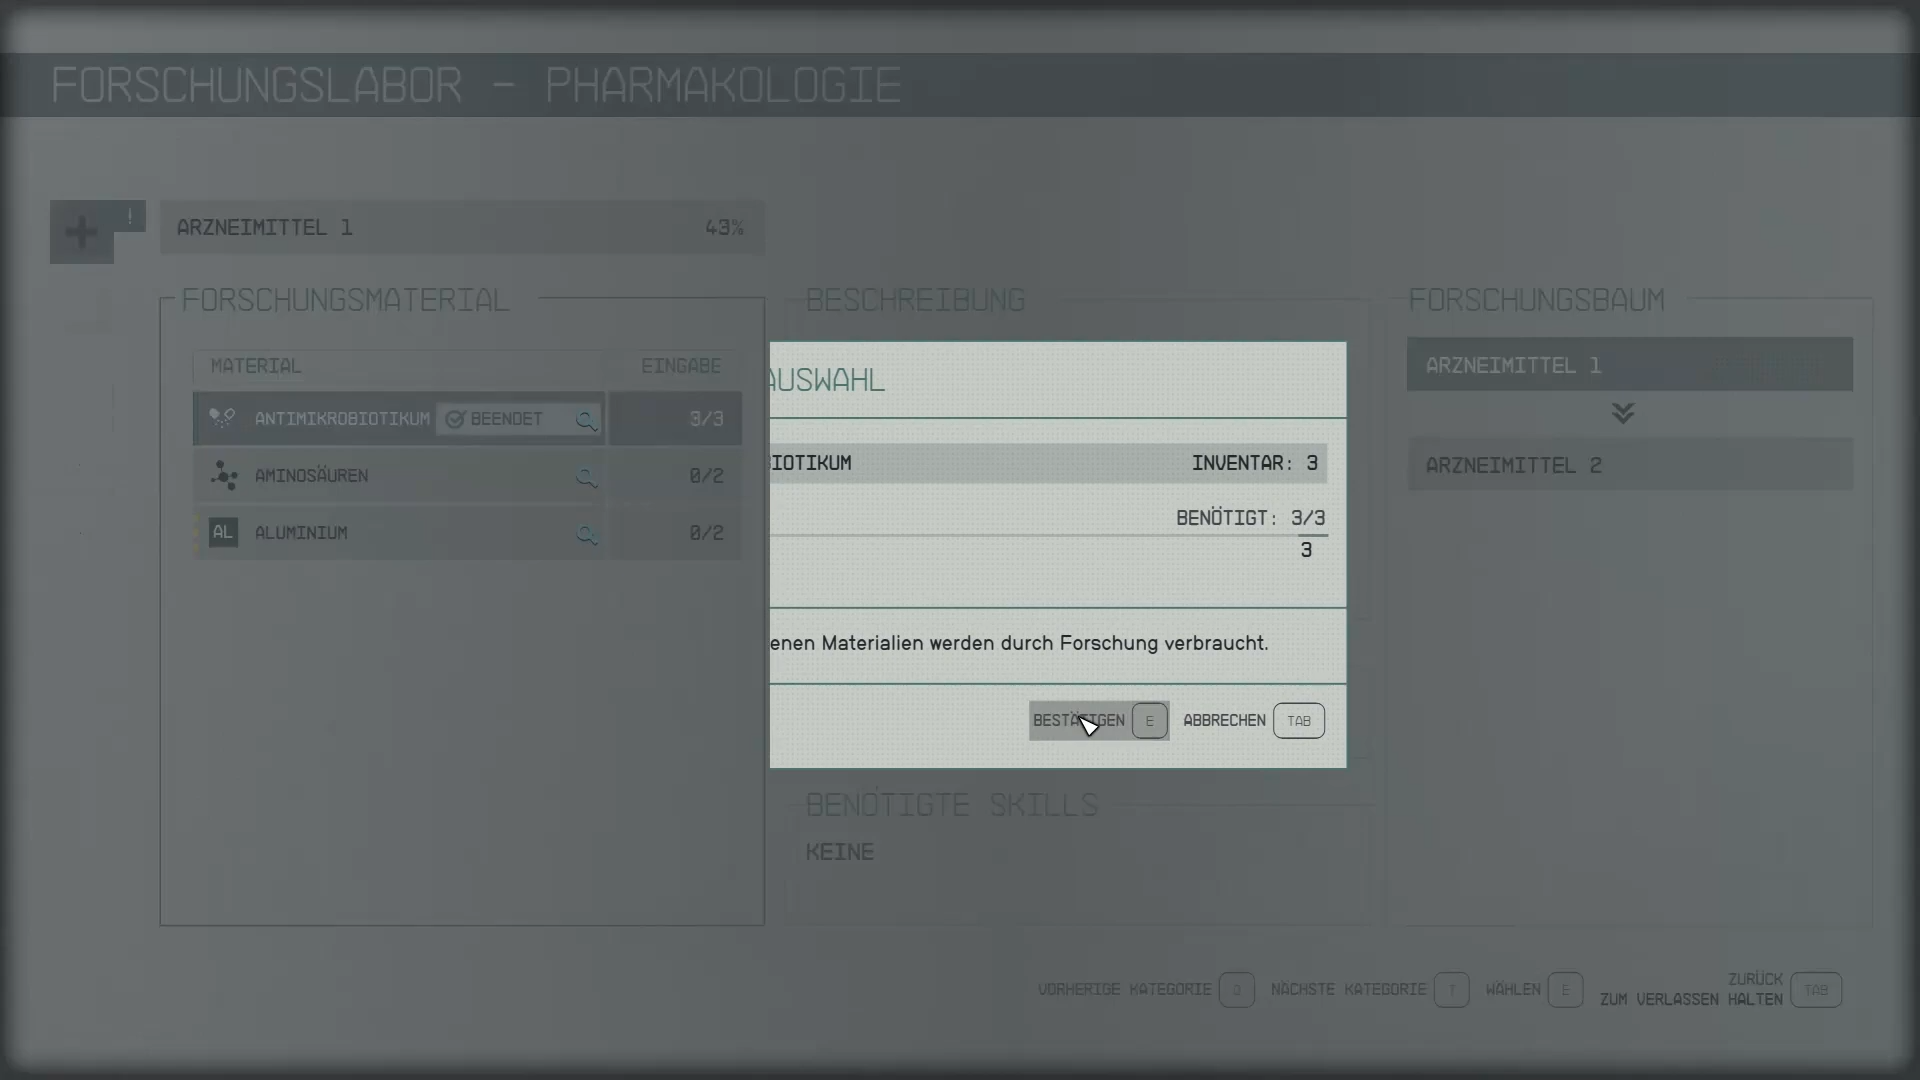 FORSCHUNGSLABOR - PHARMAKOLOGIE
!
ARZNEIMITTEL 1 43%
FORSCHUNGSMATERIAL
MATERIAL EINGABE
ANTIMIKROBIOTIKUM BEENDET 3/3
AMINOSÄUREN 0/2
AL ALUMINIUM 0/2
BESCHREIBUNG
AUSWAHL
IOTIKUM INVENTAR: 3
BENÖTIGT: 3/3
3
enen Materialien werden durch Forschung verbraucht.
BESTÄTIGEN E ABBRECHEN TAB
BENÖTIGTE SKILLS
KEINE
FORSCHUNGSBAUM
ARZNEIMITTEL 1
ARZNEIMITTEL 2
VORHERIGE KATEGORIE Q NÄCHSTE KATEGORIE T WÄHLEN E
ZURÜCK
ZUM VERLASSEN HALTEN TAB